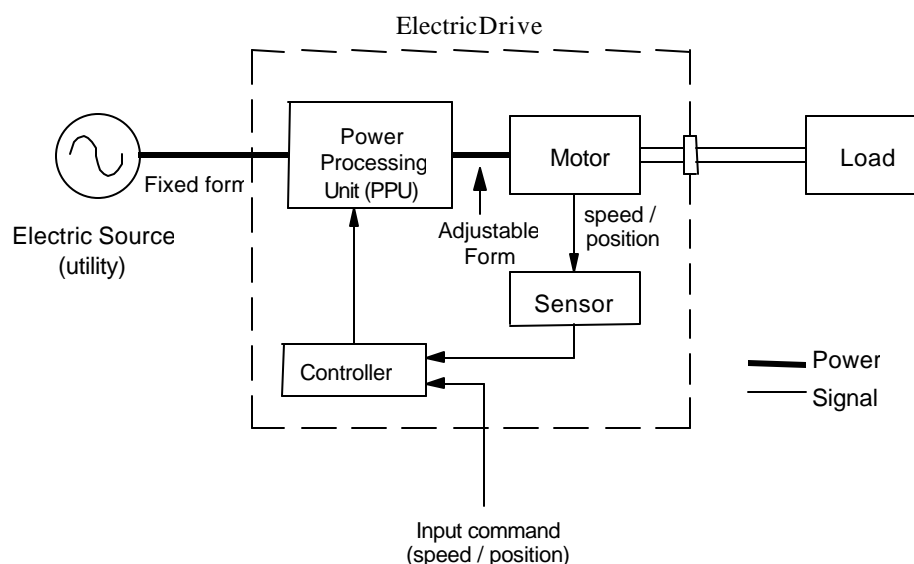 ElectricDrive
Power
Processing
Unit (PPU)
Motor
Load
Fixed form
Adjustable
Form
speed /
position
Electric Source
(utility)
Sensor
Controller
Power
Signal
Input command
(speed / position)